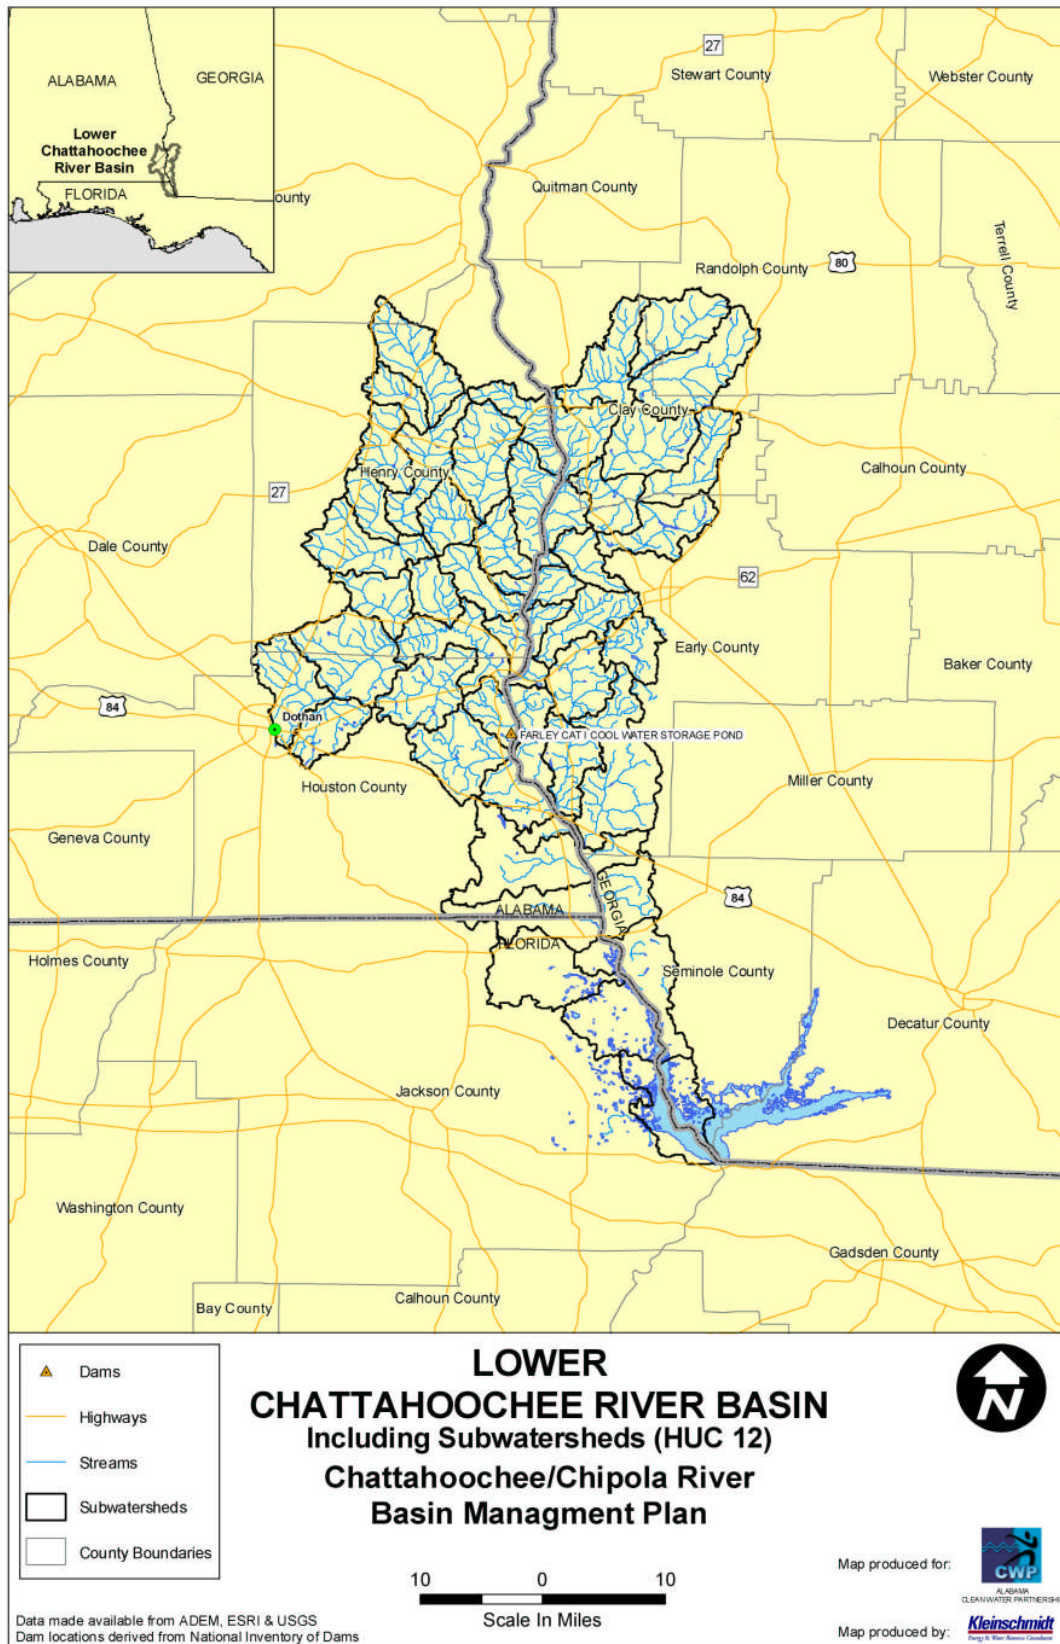 ALABAMA
GEORGIA
Lower
Chattahoochee
River Basin
FLORIDA
ounty
27
Stewart County
Webster County
Quitman County
Terrell County
Randolph County
80
Clay County
Henry County
Calhoun County
27
Dale County
62
Early County
Baker County
84
Dothan
FARLEY CAT I COOL WATER STORAGE POND
Houston County
Miller County
Geneva County
GEORGIA
84
ALABAMA
FLORIDA
Holmes County
Seminole County
Decatur County
Jackson County
Washington County
Gadsden County
Bay County
Calhoun County
Dams
Highways
Streams
Subwatersheds
County Boundaries
LOWER
CHATTAHOOCHEE RIVER BASIN
Including Subwatersheds (HUC 12)
Chattahoochee/Chipola River
Basin Managment Plan
N
10 0 10
Scale In Miles
Map produced for:
CWP
ALABAMA
CLEAN WATER PARTNERSHI
Map produced by:
Kleinschmidt
Energy & Water Resource Consultants
Data made available from ADEM, ESRI & USGS
Dam locations derived from National Inventory of Dams